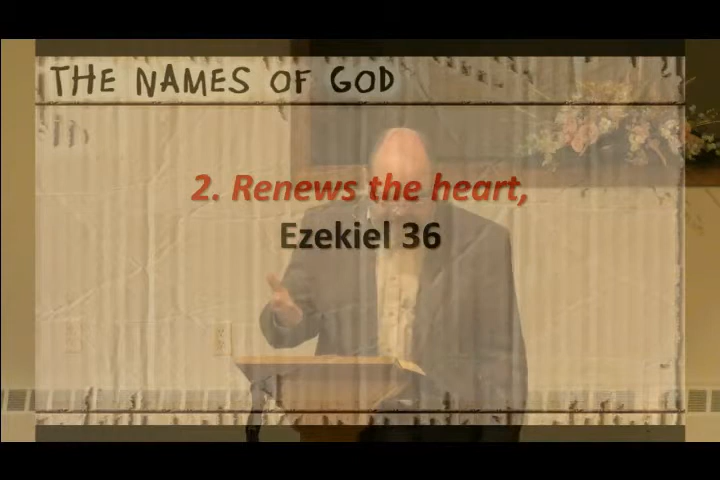 THE NAMES OF GOD
2. Renews the heart,
Ezekiel 36